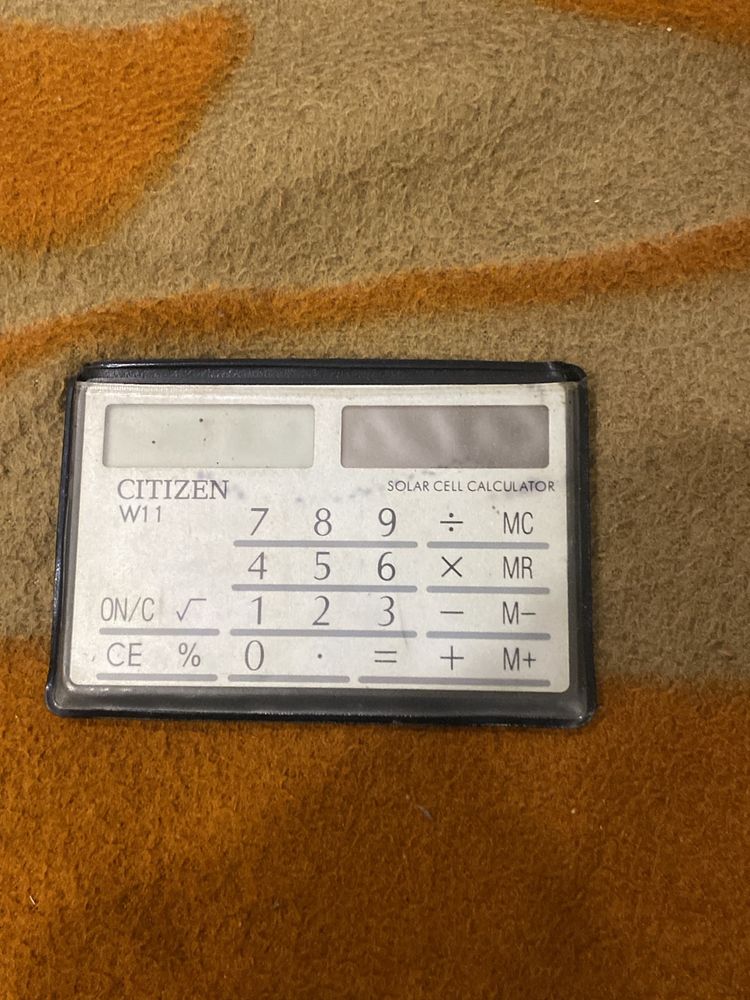 CITIZEN SOLAR CELL CALCULATOR
W11
7 8 9 ÷ MC
4 5 6 × MR
ON/C √ 1 2 3 − M−
CE % 0 · = + M+